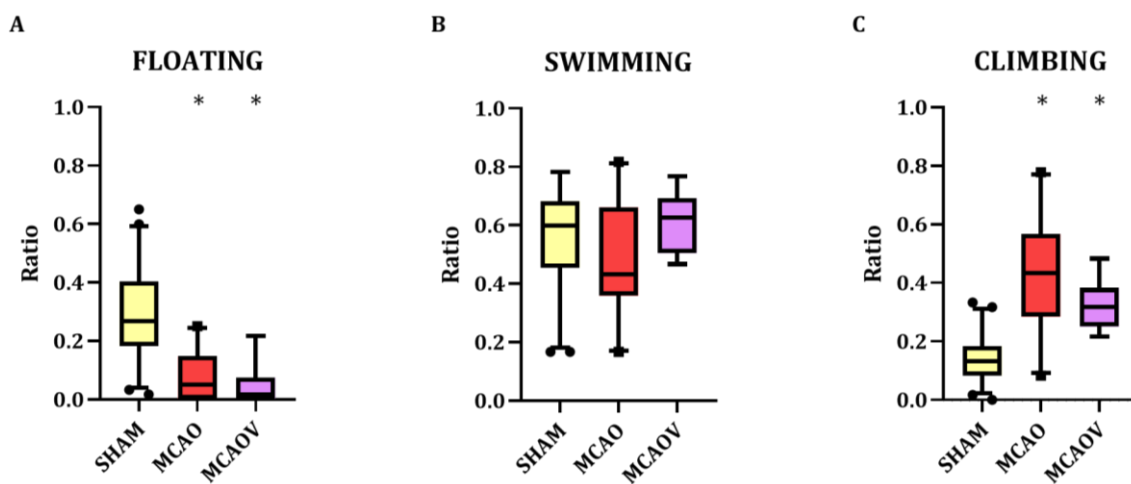 A
FLOATING
* *
Ratio
1.0
0.8
0.6
0.4
0.2
0.0
SHAM
MCAO
MCAOV
B
SWIMMING
Ratio
1.0
0.8
0.6
0.4
0.2
0.0
SHAM
MCAO
MCAOV
C
CLIMBING
* *
Ratio
1.0
0.8
0.6
0.4
0.2
0.0
SHAM
MCAO
MCAOV